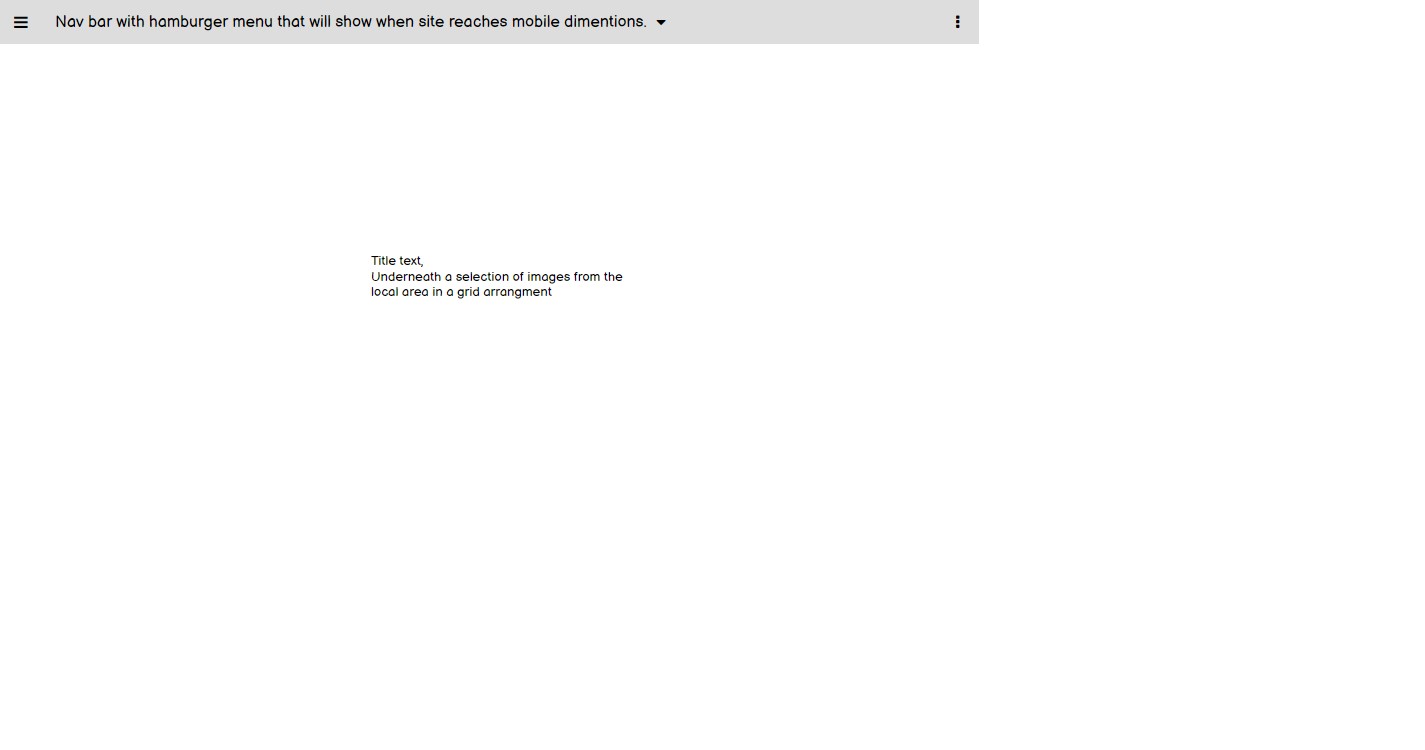 Nav bar with hamburger menu that will show when site reaches mobile dimentions.
Title text,
Underneath a selection of images from the
local area in a grid arrangment